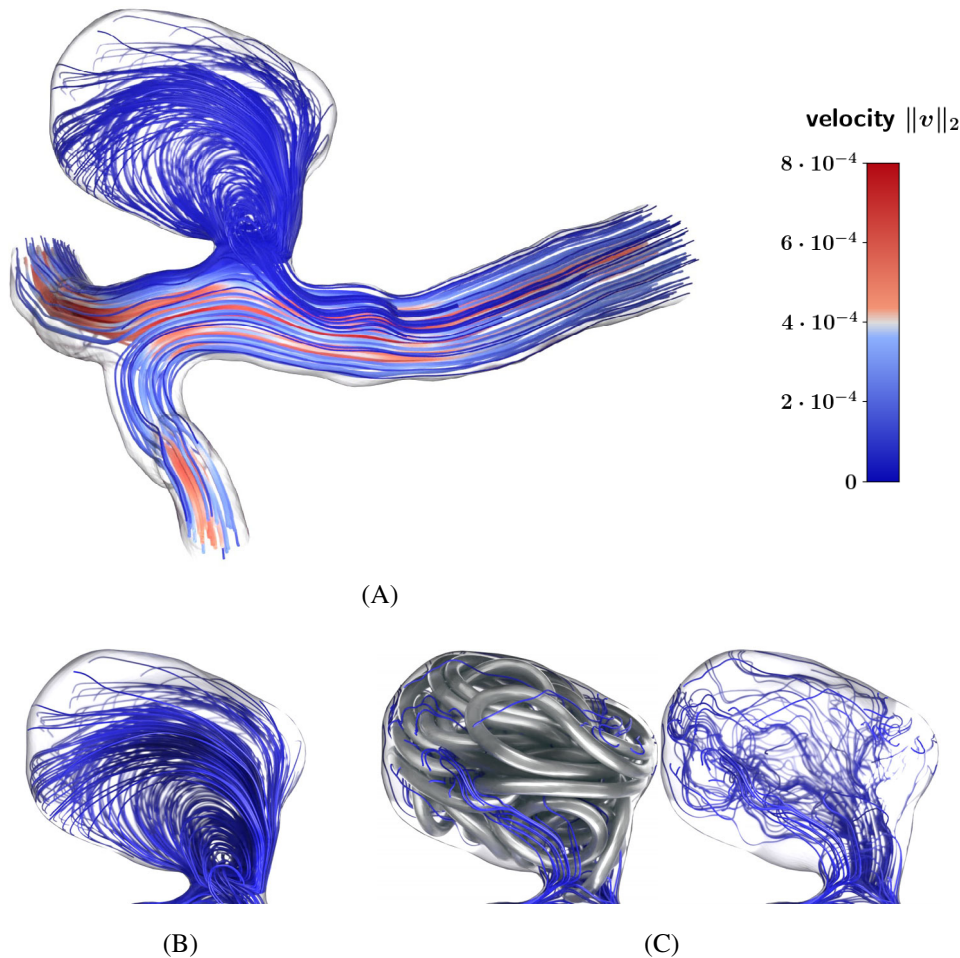 velocity ‖v‖₂
8 · 10⁻⁴
6 · 10⁻⁴
4 · 10⁻⁴
2 · 10⁻⁴
0
(A)
(B) (C)